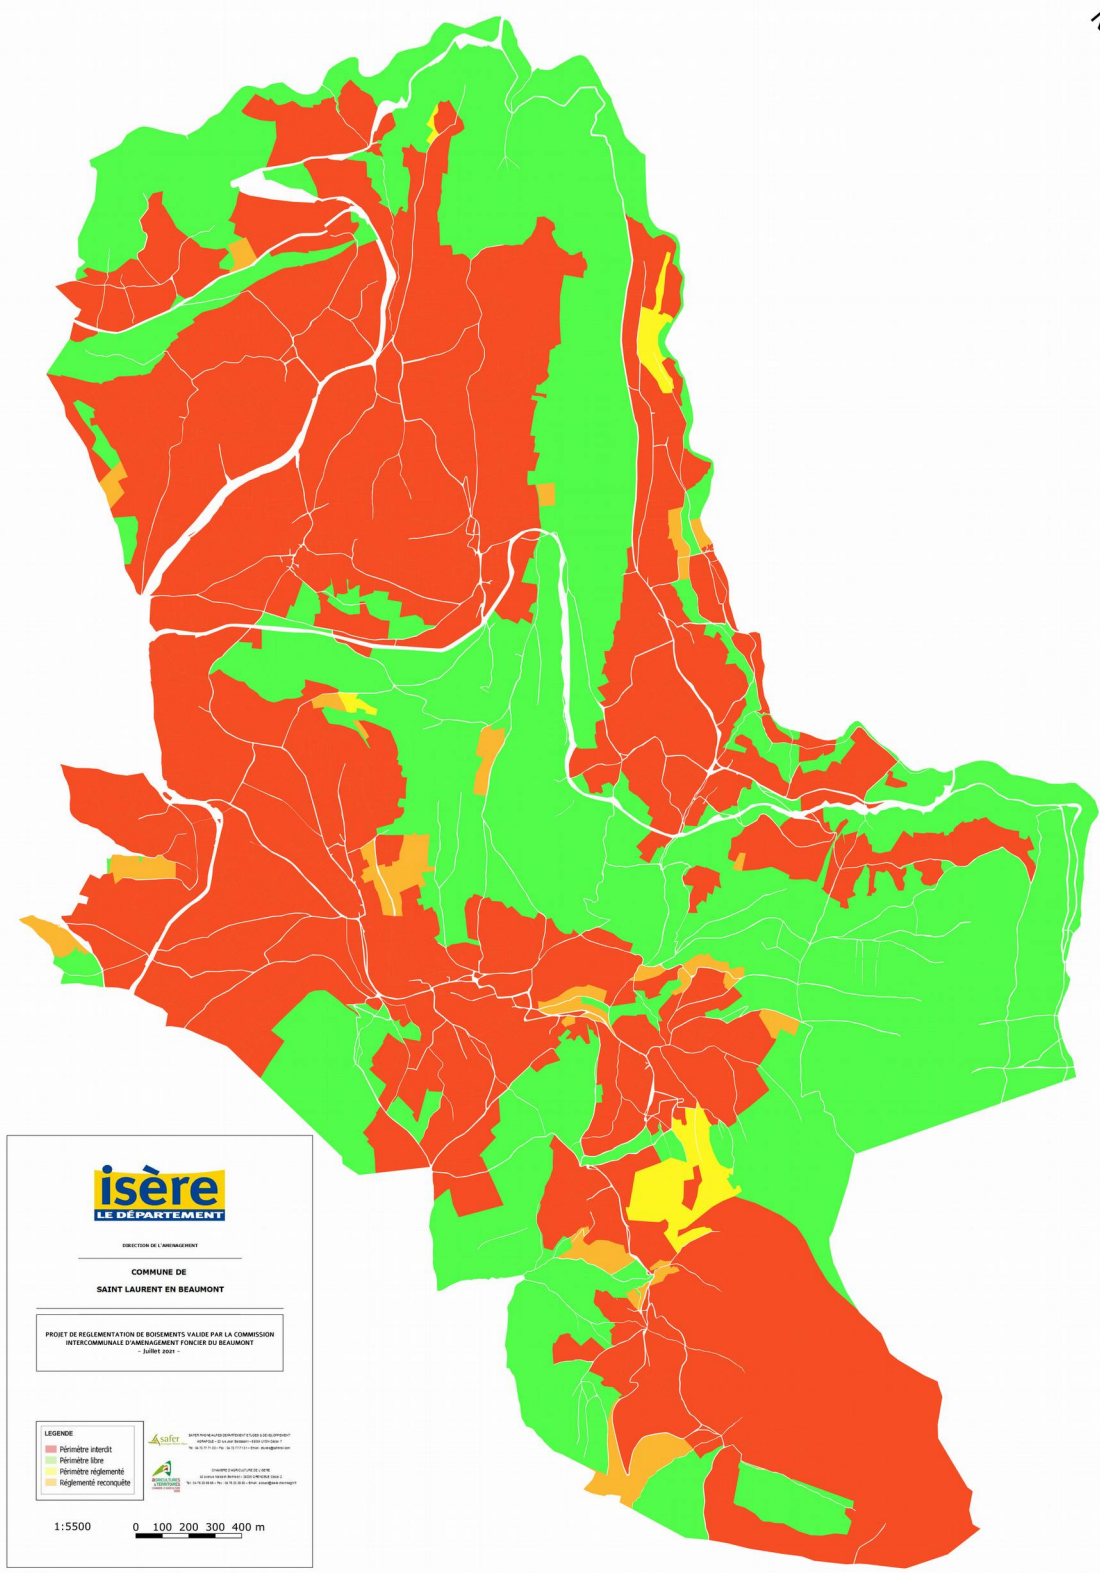 isère
LE DÉPARTEMENT
DIRECTION DE L'AMENAGEMENT
COMMUNE DE
SAINT LAURENT EN BEAUMONT
PROJET DE REGLEMENTATION DE BOISEMENTS VALIDE PAR LA COMMISSION
INTERCOMMUNALE D'AMENAGEMENT FONCIER DU BEAUMONT
- Juillet 2021 -
LEGENDE
Périmètre interdit
Périmètre libre
Périmètre réglementé
Réglementé reconquête
safer
AGRICULTURES
& TERRITOIRES
1:5500
0 100 200 300 400 m